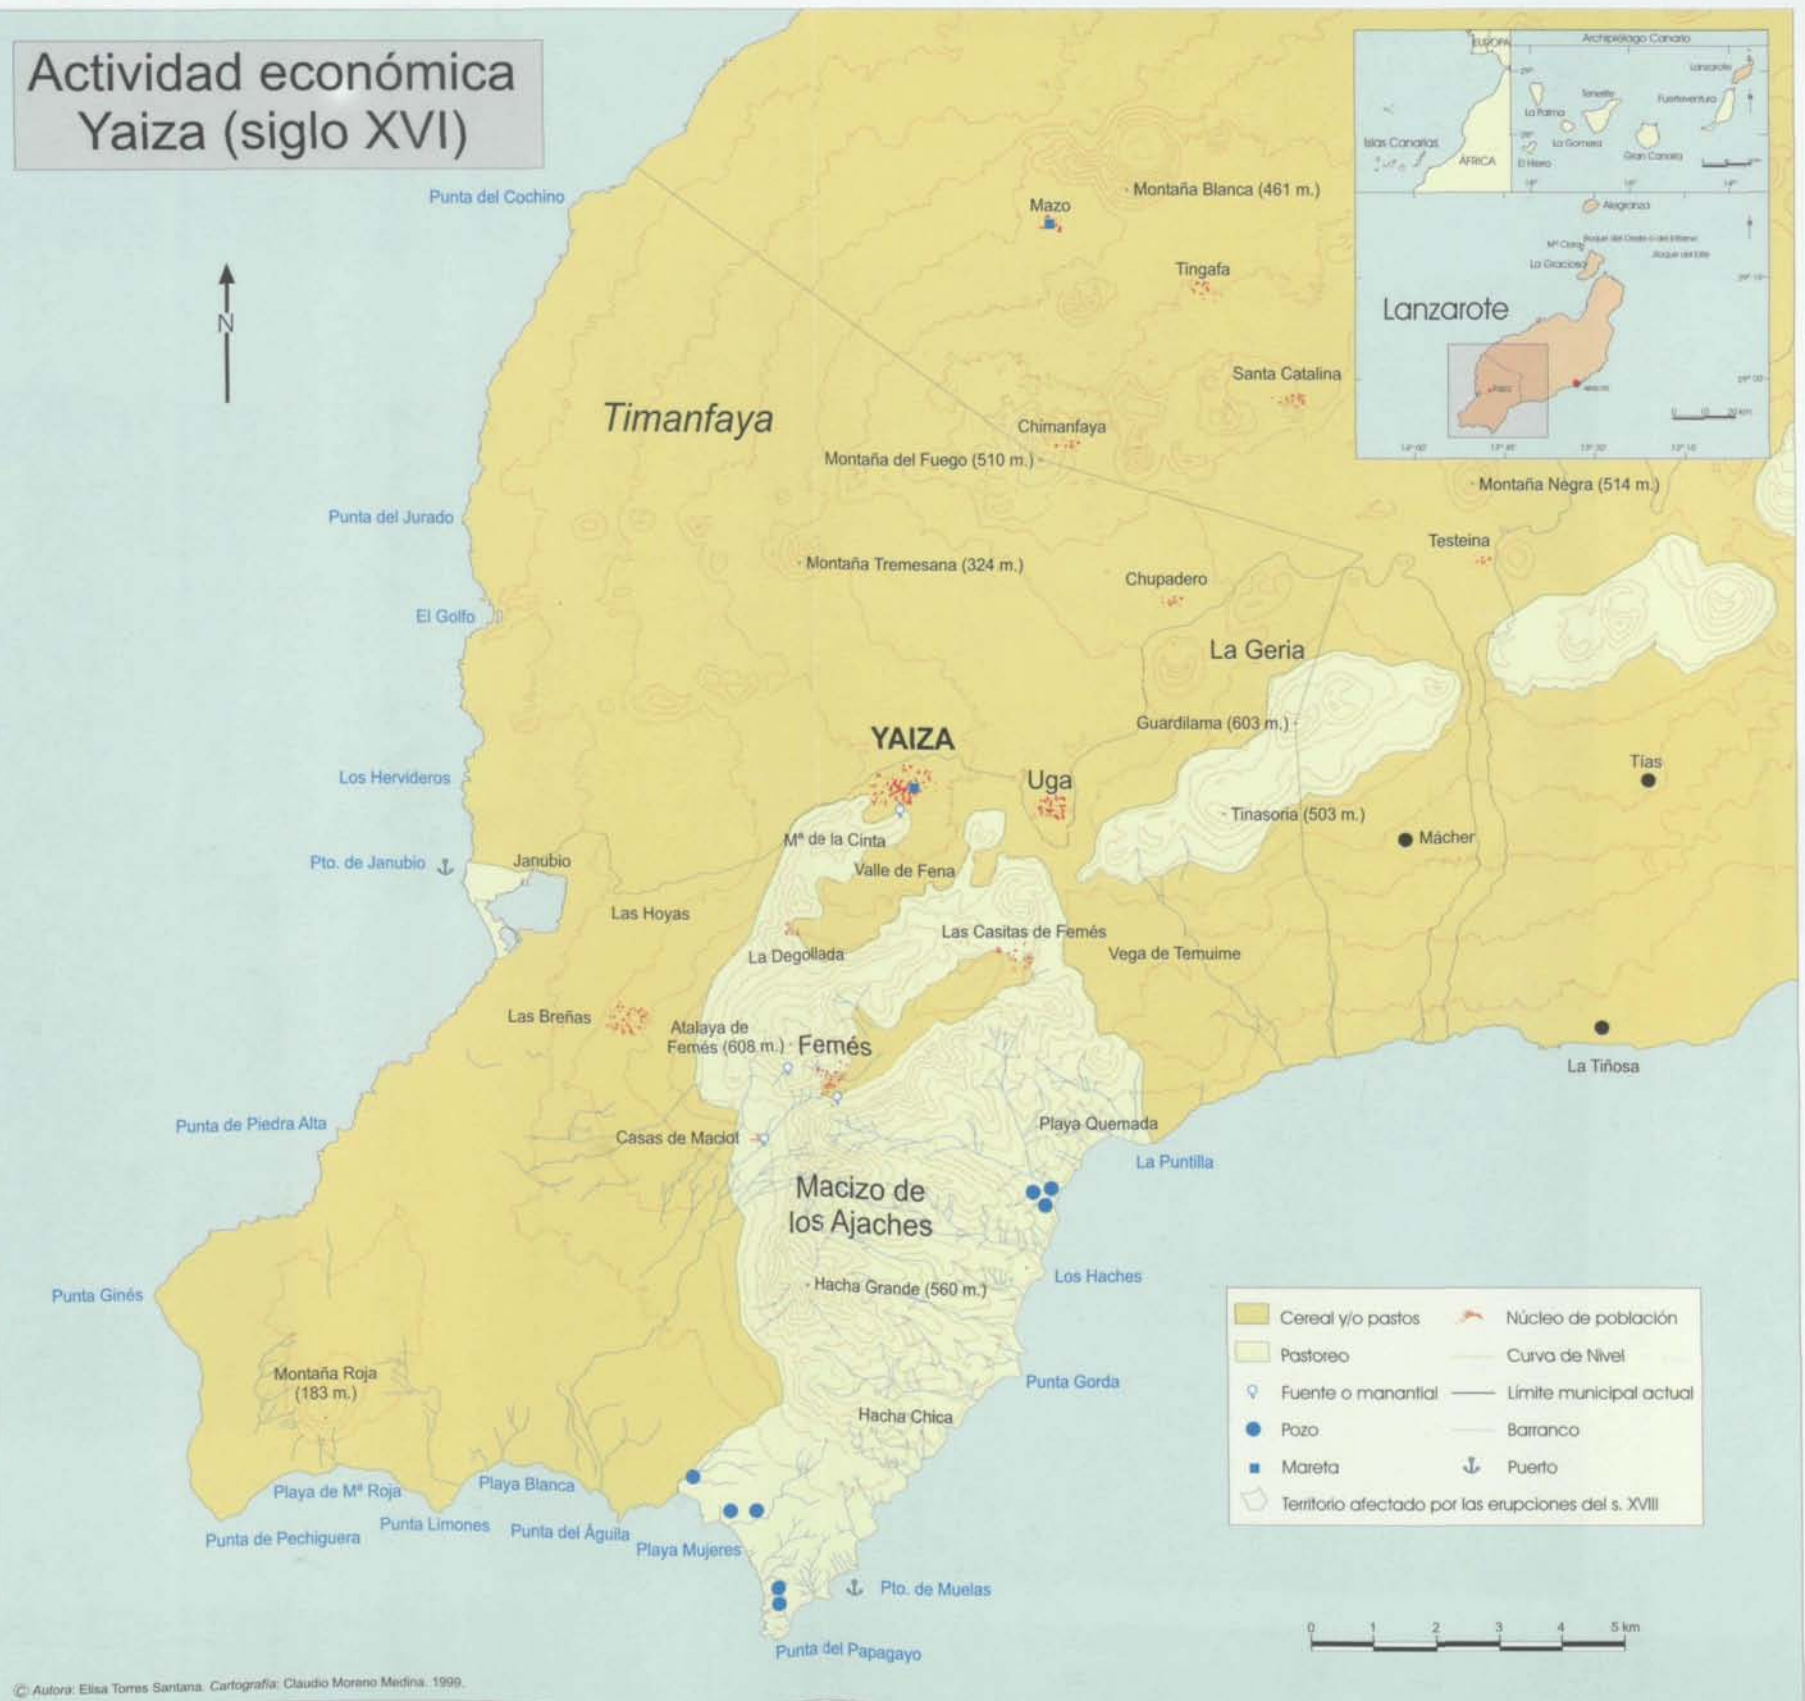 Actividad económica
Yaiza (siglo XVI)
EUROPA
Archipiélago Canario
Lanzarote
La Palma
Tenerife
Fuerteventura
Islas Canarias
ÁFRICA
El Hierro
La Gomera
Gran Canaria
Alegranza
La Graciosa
Lanzarote
Punta del Cochino
Mazo
Montaña Blanca (461 m.)
Tingafa
N
Santa Catalina
Timanfaya
Chimanfaya
Montaña del Fuego (510 m.)
Montaña Negra (514 m.)
Punta del Jurado
Testeina
Montaña Tremesana (324 m.)
Chupadero
El Golfo
La Geria
Guardilama (603 m.)
YAIZA
Los Hervideros
Uga
Tías
Tinasoria (503 m.)
Mácher
Mª de la Cinta
Pto. de Janubio
Janubio
Valle de Fena
Las Hoyas
Las Casitas de Femés
La Degollada
Vega de Temuime
Las Breñas
Atalaya de
Femés (608 m.)
Femés
La Tiñosa
Punta de Piedra Alta
Casas de Maciot
Playa Quemada
La Puntilla
Macizo de
los Ajaches
Los Haches
Hacha Grande (560 m.)
Punta Ginés
Montaña Roja
(183 m.)
Punta Gorda
Hacha Chica
Playa de Mª Roja
Playa Blanca
Punta de Pechiguera
Punta Limones
Punta del Águila
Playa Mujeres
Pto. de Muelas
Punta del Papagayo
Cereal y/o pastos
Núcleo de población
Pastoreo
Curva de Nivel
Fuente o manantial
Límite municipal actual
Pozo
Barranco
Mareta
Puerto
Territorio afectado por las erupciones del s. XVIII
0 1 2 3 4 5 km
© Autora: Elisa Torres Santana. Cartografía: Claudio Moreno Medina. 1999.